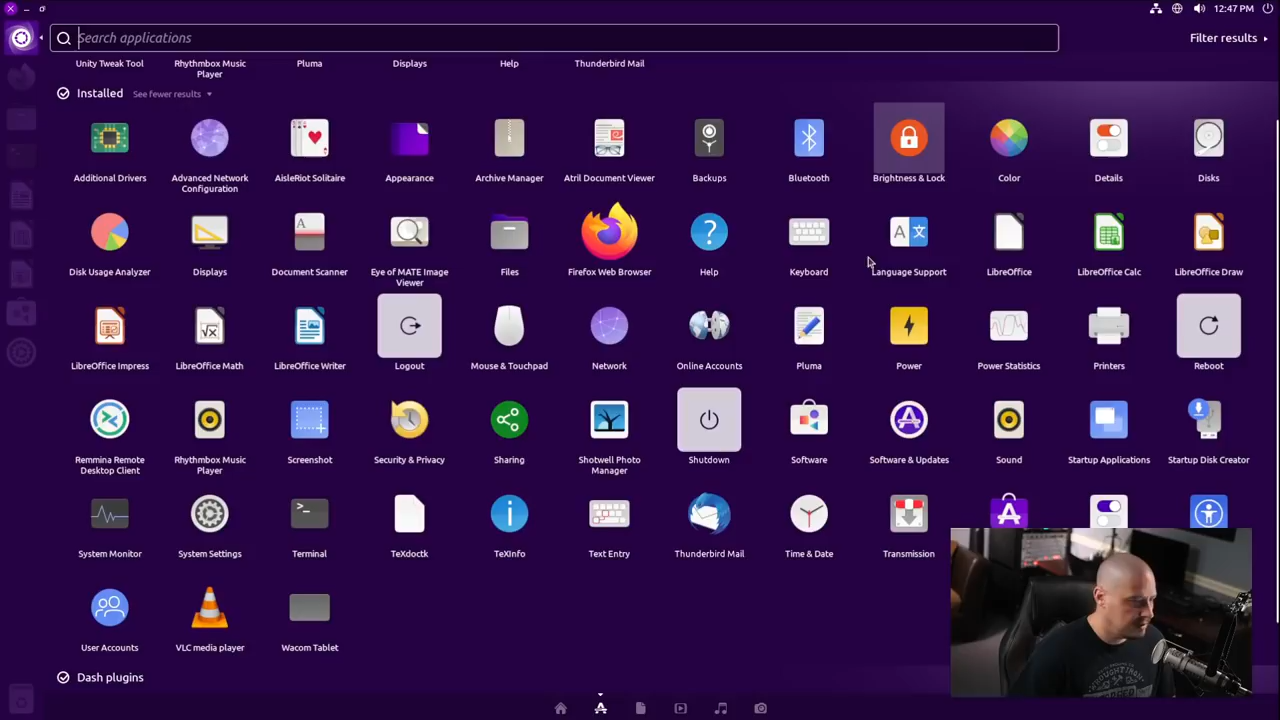 12:47 PM
Search applications
Filter results
Unity Tweak Tool
Rhythmbox Music Player
Pluma
Displays
Help
Thunderbird Mail
Installed
See fewer results
Additional Drivers
Advanced Network Configuration
AisleRiot Solitaire
Appearance
Archive Manager
Atril Document Viewer
Backups
Bluetooth
Brightness & Lock
Color
Details
Disks
Disk Usage Analyzer
Displays
Document Scanner
Eye of MATE Image Viewer
Files
Firefox Web Browser
Help
Keyboard
Language Support
LibreOffice
LibreOffice Calc
LibreOffice Draw
LibreOffice Impress
LibreOffice Math
LibreOffice Writer
Logout
Mouse & Touchpad
Network
Online Accounts
Pluma
Power
Power Statistics
Printers
Reboot
Remmina Remote Desktop Client
Rhythmbox Music Player
Screenshot
Security & Privacy
Sharing
Shotwell Photo Manager
Shutdown
Software
Software & Updates
Sound
Startup Applications
Startup Disk Creator
System Monitor
System Settings
Terminal
TeXdoctk
TeXInfo
Text Entry
Thunderbird Mail
Time & Date
Transmission
User Accounts
VLC media player
Wacom Tablet
Dash plugins